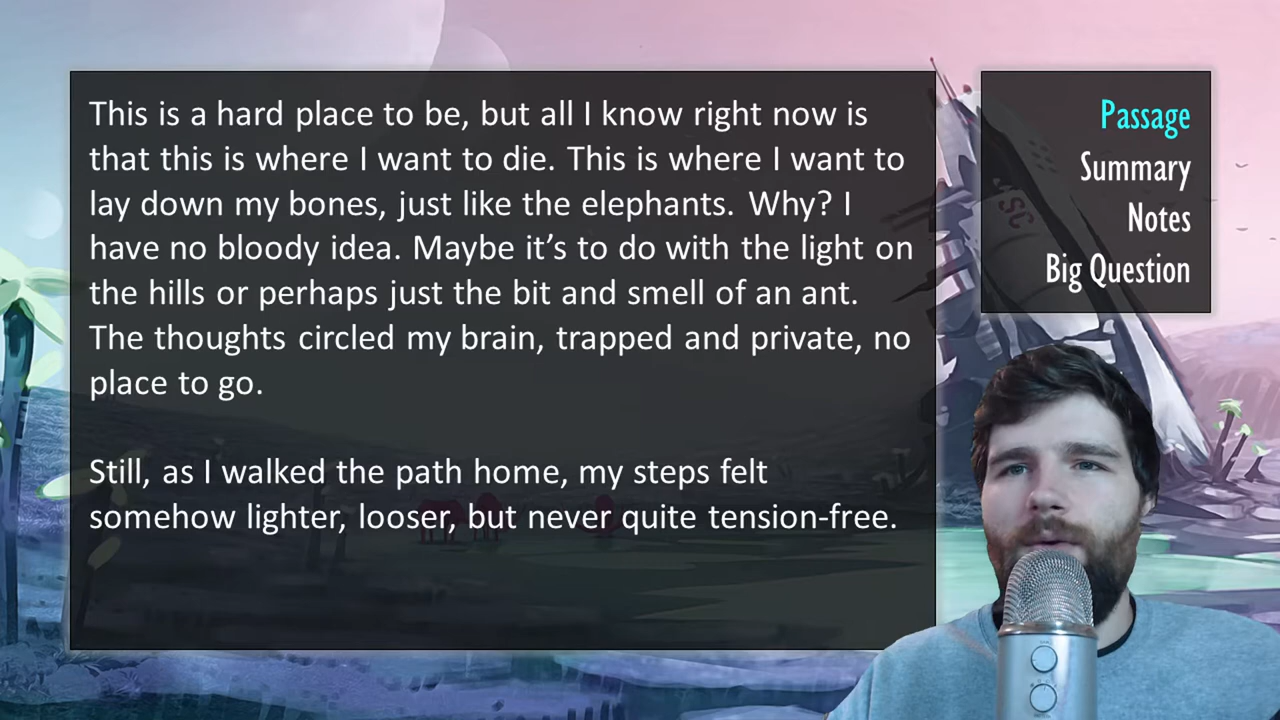 This is a hard place to be, but all I know right now is
that this is where I want to die. This is where I want to
lay down my bones, just like the elephants. Why? I
have no bloody idea. Maybe it’s to do with the light on
the hills or perhaps just the bit and smell of an ant.
The thoughts circled my brain, trapped and private, no
place to go.
Still, as I walked the path home, my steps felt
somehow lighter, looser, but never quite tension-free.
Passage
Summary
Notes
Big Question
JSC